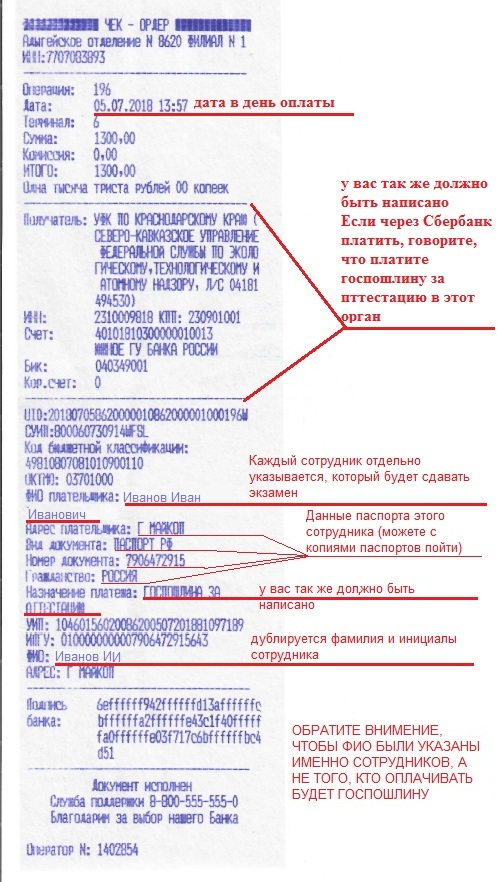 ЧЕК - ОРДЕР
Адыгейское отделение N 8620 ФИЛИАЛ N 1
ИНН:7707083893
Операция: 196
Дата: 05.07.2018 13:57 дата в день оплаты
Терминал: 6
Сумма: 1300,00
Комиссия: 0,00
ИТОГО: 1300,00
Одна тысяча триста рублей 00 копеек
у вас так же должно
быть написано
Если через Сбербанк
платить, говорите,
что платите
госпошлину за
пттестацию в этот
орган
Получатель: УФК ПО КРАСНОДАРСКОМУ КРАЮ (
СЕВЕРО-КАВКАЗСКОЕ УПРАВЛЕНИЕ
ФЕДЕРАЛЬНОЙ СЛУЖБЫ ПО ЭКОЛО
ГИЧЕСКОМУ,ТЕХНОЛОГИЧЕСКОМУ И
АТОМНОМУ НАДЗОРУ, Л/С 04181
494530)
ИНН: 2310009818 КПП: 230901001
Счет: 40101810300000010013
ЮЖНОЕ ГУ БАНКА РОССИИ
Бик: 040349001
Кор.счет: 0
UIO:201807058620000010862000001000196W
СУИП:800060730914WFSL
Код бюджетной классификации:
49810807081010900110
ОКТМО: 03701000
Каждый сотрудник отдельно
указывается, который будет сдавать
экзамен
ФИО плательщика: Иванов Иван
Иванович
Адрес плательщика: Г МАЙКОП
Вид документа: ПАСПОРТ РФ
Номер документа: 7906472915
Гражданство: РОССИЯ
Данные паспорта этого
сотрудника (можете с
копиями паспортов пойти)
Назначение платежа: ГОСПОШЛИНА ЗА
АТТЕСТАЦИЮ
у вас так же должно быть
написано
УИП: 10460156020086200507201881097189
ИПГУ: 0100000000007906472915643
ФИО: Иванов ИИ
дублируется фамилия и инициалы
сотрудника
АДРЕС: Г МАЙКОП
Подпись
банка:
6effffff942fffffd13affffffc
bffffffa2ffffffe43c1f40fffff
fa0ffffffe03f717c6bffffffbc4
d51
ОБРАТИТЕ ВНИМЕНИЕ,
ЧТОБЫ ФИО БЫЛИ УКАЗАНЫ
ИМЕННО СОТРУДНИКОВ, А
НЕ ТОГО, КТО ОПЛАЧИВАТЬ
БУДЕТ ГОСПОШЛИНУ
Документ исполнен
Служба поддержки 8-800-555-555-0
Благодарим за выбор нашего Банка
Оператор N: 1402854